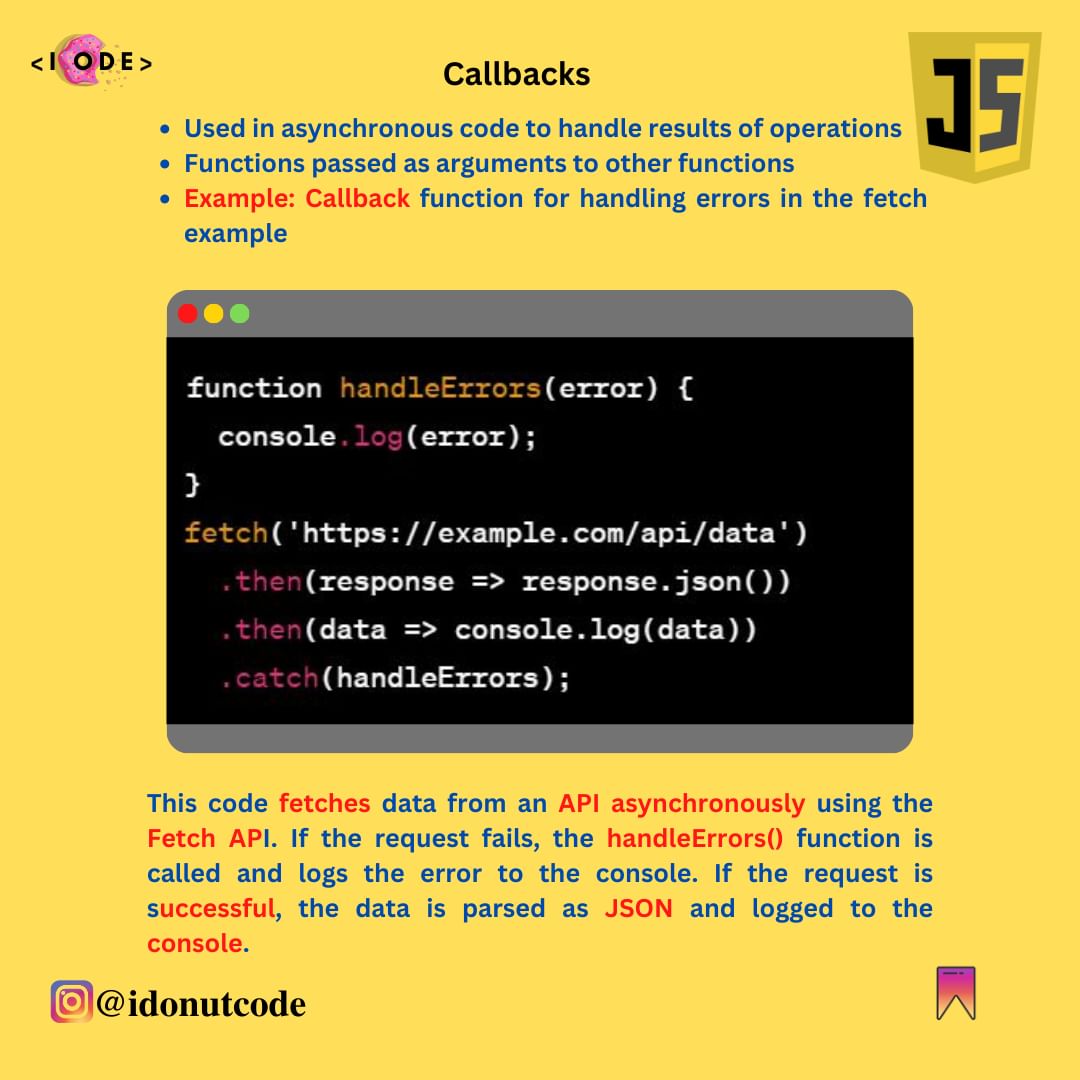 <I ODE>
Callbacks
JS
• Used in asynchronous code to handle results of operations
• Functions passed as arguments to other functions
• Example: Callback function for handling errors in the fetch
example
function handleErrors(error) {
  console.log(error);
}
fetch('https://example.com/api/data')
  .then(response => response.json())
  .then(data => console.log(data))
  .catch(handleErrors);
This code fetches data from an API asynchronously using the
Fetch API. If the request fails, the handleErrors() function is
called and logs the error to the console. If the request is
successful, the data is parsed as JSON and logged to the
console.
@idonutcode